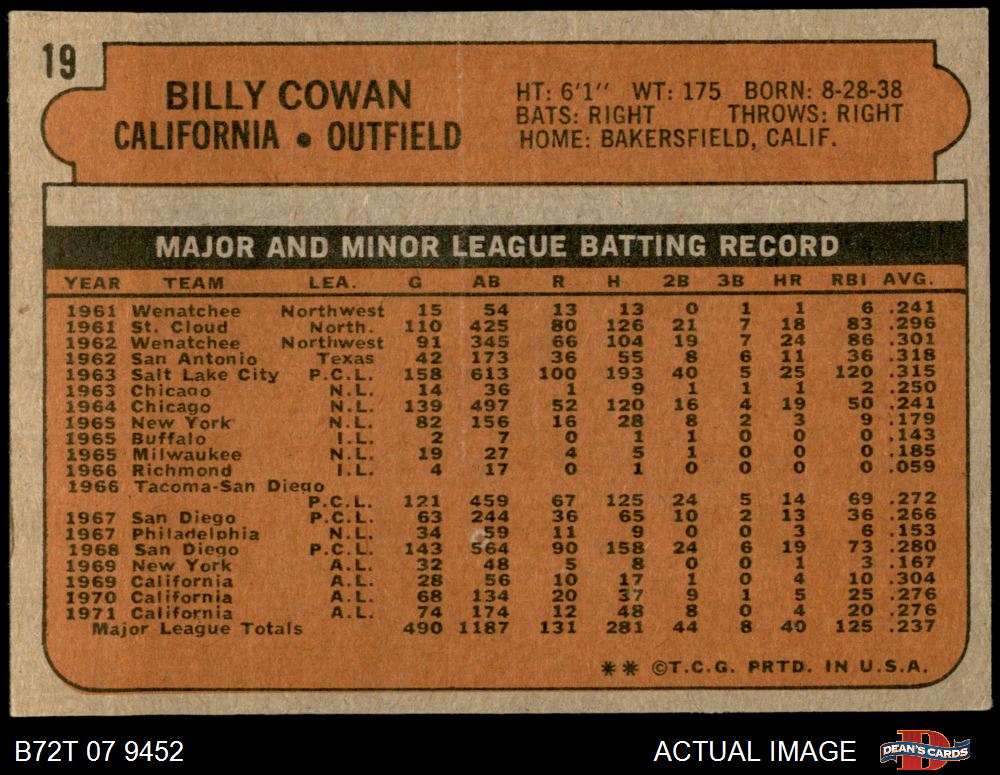 19
BILLY COWAN
CALIFORNIA • OUTFIELD
HT: 6'1" WT: 175 BORN: 8-28-38
BATS: RIGHT THROWS: RIGHT
HOME: BAKERSFIELD, CALIF.
MAJOR AND MINOR LEAGUE BATTING RECORD
YEAR TEAM LEA. G AB R H 2B 3B HR RBI AVG.
1961 Wenatchee Northwest 15 54 13 13 0 1 1 6 .241
1961 St. Cloud North. 110 425 80 126 21 7 18 83 .296
1962 Wenatchee Northwest 91 345 66 104 19 7 24 86 .301
1962 San Antonio Texas 42 173 36 55 8 6 11 36 .318
1963 Salt Lake City P.C.L. 158 613 100 193 40 5 25 120 .315
1963 Chicago N.L. 14 36 1 9 1 1 1 2 .250
1964 Chicago N.L. 139 497 52 120 16 4 19 50 .241
1965 New York N.L. 82 156 16 28 8 2 3 9 .179
1965 Buffalo I.L. 2 7 0 1 1 0 0 0 .143
1965 Milwaukee N.L. 19 27 4 5 1 0 0 0 .185
1966 Richmond I.L. 4 17 0 1 0 0 0 0 .059
1966 Tacoma-San Diego
P.C.L. 121 459 67 125 24 5 14 69 .272
1967 San Diego P.C.L. 63 244 36 65 10 2 13 36 .266
1967 Philadelphia N.L. 34 59 11 9 0 0 3 6 .153
1968 San Diego P.C.L. 143 564 90 158 24 6 19 73 .280
1969 New York A.L. 32 48 5 8 0 0 1 3 .167
1969 California A.L. 28 56 10 17 1 0 4 10 .304
1970 California A.L. 68 134 20 37 9 1 5 25 .276
1971 California A.L. 74 174 12 48 8 0 4 20 .276
Major League Totals 490 1187 131 281 44 8 40 125 .237
** ©T.C.G. PRTD. IN U.S.A.
B72T 07 9452
ACTUAL IMAGE
DEAN'S CARDS